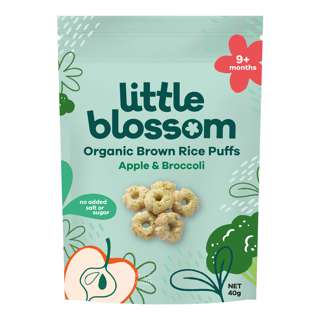 9+
months
little
blossom
Organic Brown Rice Puffs
Apple & Broccoli
no added
salt or
sugar
NET
40g